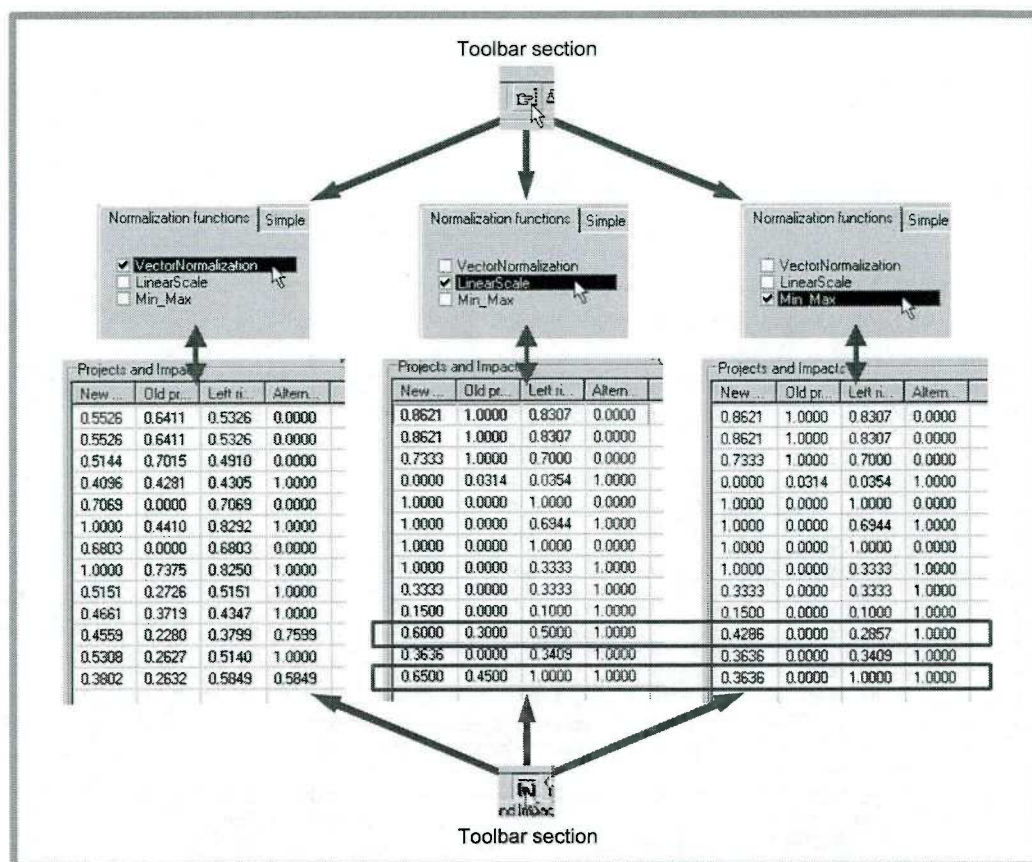 Toolbar section
Normalization functions Simple
VectorNormalization
LinearScale
Min_Max
Normalization functions Simple
VectorNormalization
LinearScale
Min_Max
Normalization functions Simple
VectorNormalization
LinearScale
Min_Max
Projects and Impact
New ... Old pr... Left ri... Altern...
0.5526 0.6411 0.5326 0.0000
0.5526 0.6411 0.5326 0.0000
0.5144 0.7015 0.4910 0.0000
0.4096 0.4281 0.4305 1.0000
0.7069 0.0000 0.7069 0.0000
1.0000 0.4410 0.8292 1.0000
0.6803 0.0000 0.6803 0.0000
1.0000 0.7375 0.8250 1.0000
0.5151 0.2726 0.5151 1.0000
0.4661 0.3719 0.4347 1.0000
0.4559 0.2280 0.3799 0.7599
0.5308 0.2627 0.5140 1.0000
0.3802 0.2632 0.5849 0.5849
Projects and Impact
New ... Old pr... Left ri... Altern...
0.8621 1.0000 0.8307 0.0000
0.8621 1.0000 0.8307 0.0000
0.7333 1.0000 0.7000 0.0000
0.0000 0.0314 0.0354 1.0000
1.0000 0.0000 1.0000 0.0000
1.0000 0.0000 0.6944 1.0000
1.0000 0.0000 1.0000 0.0000
1.0000 0.0000 0.3333 1.0000
0.3333 0.0000 0.3333 1.0000
0.1500 0.0000 0.1000 1.0000
0.6000 0.3000 0.5000 1.0000
0.3636 0.0000 0.3409 1.0000
0.6500 0.4500 1.0000 1.0000
Projects and Impacts
New ... Old pr... Left ri... Altern...
0.8621 1.0000 0.8307 0.0000
0.8621 1.0000 0.8307 0.0000
0.7333 1.0000 0.7000 0.0000
0.0000 0.0314 0.0354 1.0000
1.0000 0.0000 1.0000 0.0000
1.0000 0.0000 0.6944 1.0000
1.0000 0.0000 1.0000 0.0000
1.0000 0.0000 0.3333 1.0000
0.3333 0.0000 0.3333 1.0000
0.1500 0.0000 0.1000 1.0000
0.4286 0.0000 0.2857 1.0000
0.3636 0.0000 0.3409 1.0000
0.3636 0.0000 1.0000 1.0000
Toolbar section